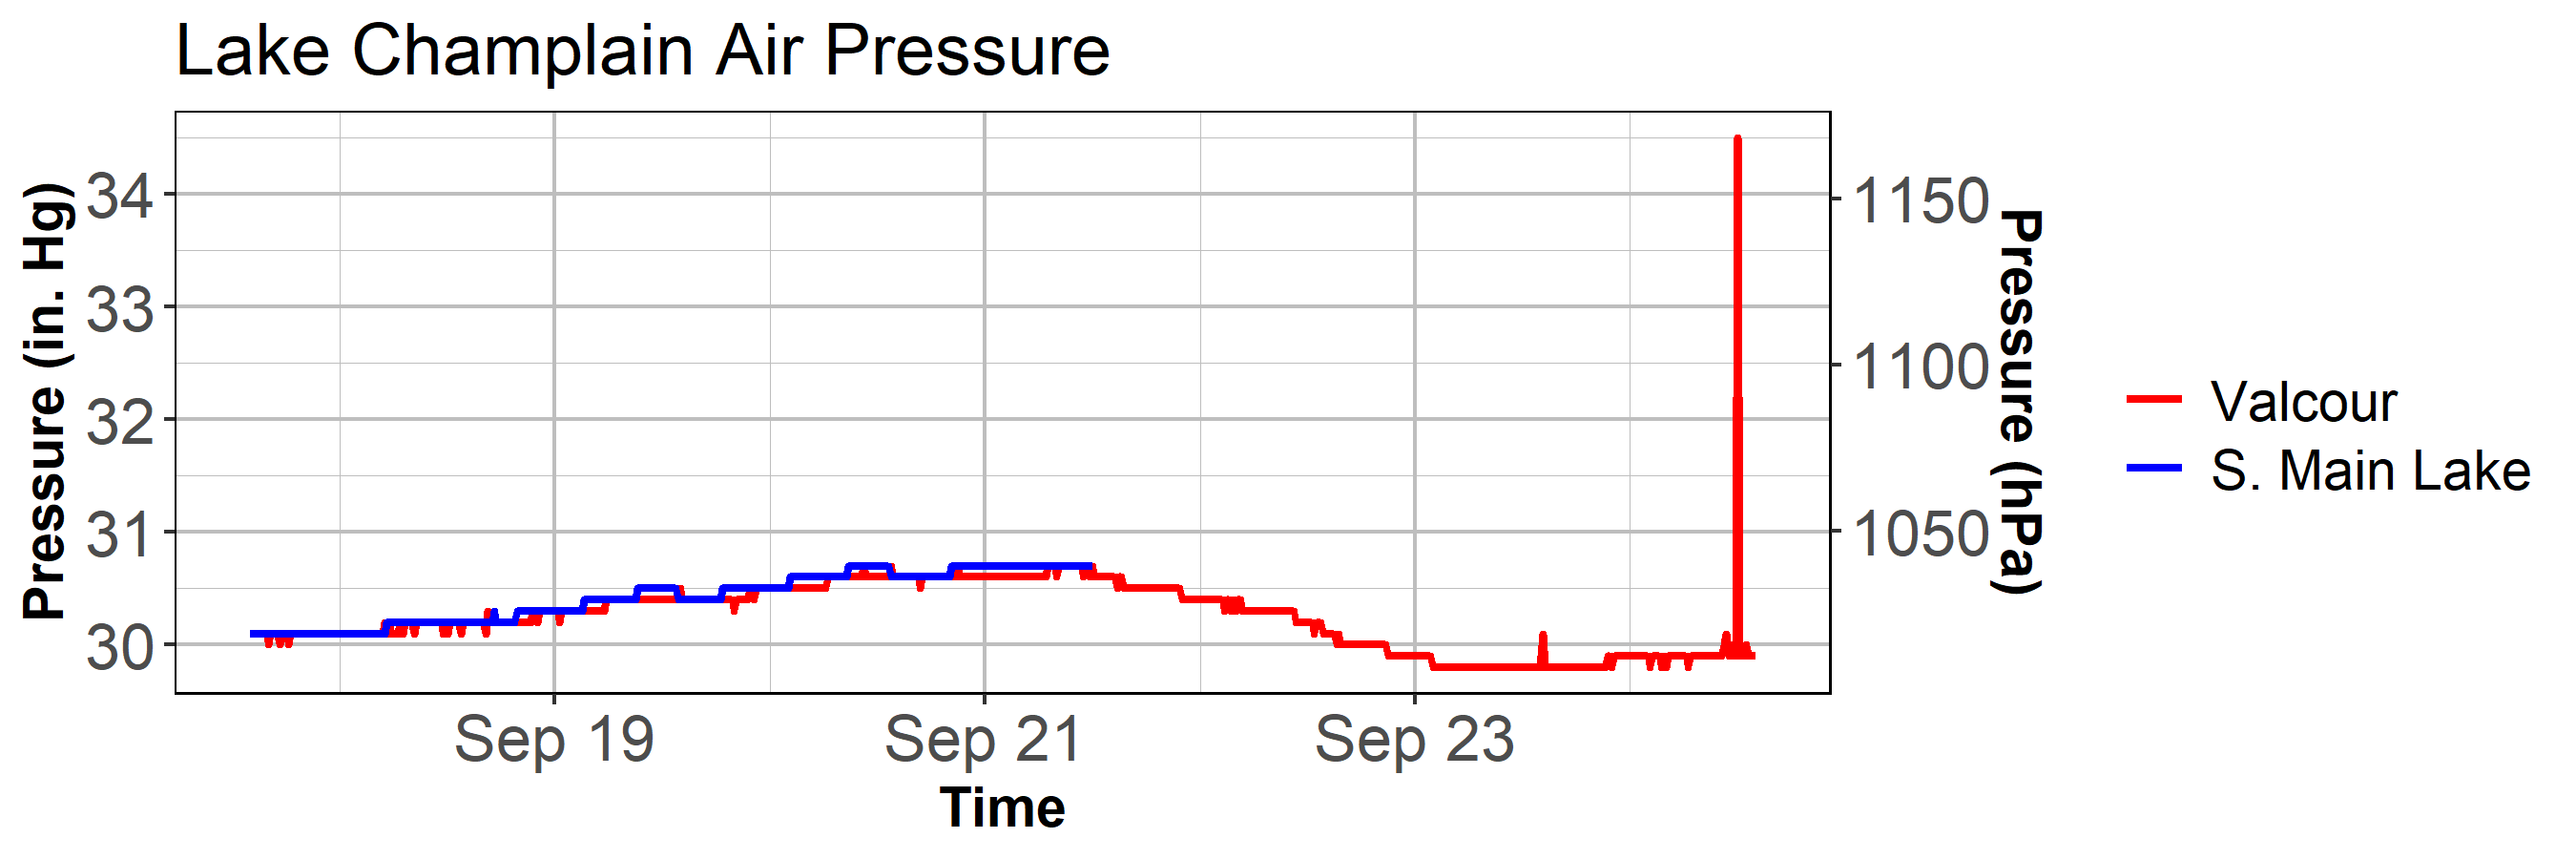 Lake Champlain Air Pressure
Pressure (in. Hg)
34
33
32
31
30
1150
1100
1050
Pressure (hPa)
Valcour
S. Main Lake
Sep 19
Sep 21
Sep 23
Time